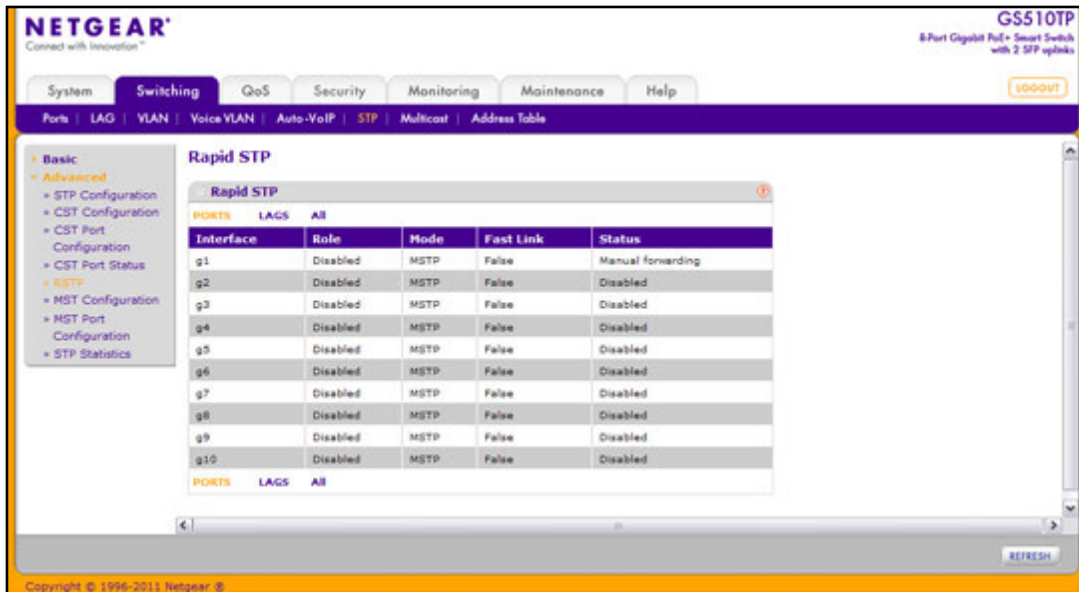 NETGEAR®
Connect with Innovation™
GS510TP
8-Port Gigabit PoE+ Smart Switch
with 2 SFP uplinks
System Switching QoS Security Monitoring Maintenance Help
LOGOUT
Ports | LAG | VLAN | Voice VLAN | Auto-VoIP | STP | Multicast | Address Table
Basic
Advanced
» STP Configuration
» CST Configuration
» CST Port
Configuration
» CST Port Status
» RSTP
» MST Configuration
» MST Port
Configuration
» STP Statistics
Rapid STP
Rapid STP
PORTS LAGS All
Interface Role Mode Fast Link Status
g1 Disabled MSTP False Manual forwarding
g2 Disabled MSTP False Disabled
g3 Disabled MSTP False Disabled
g4 Disabled MSTP False Disabled
g5 Disabled MSTP False Disabled
g6 Disabled MSTP False Disabled
g7 Disabled MSTP False Disabled
g8 Disabled MSTP False Disabled
g9 Disabled MSTP False Disabled
g10 Disabled MSTP False Disabled
PORTS LAGS All
REFRESH
Copyright © 1996-2011 Netgear ®